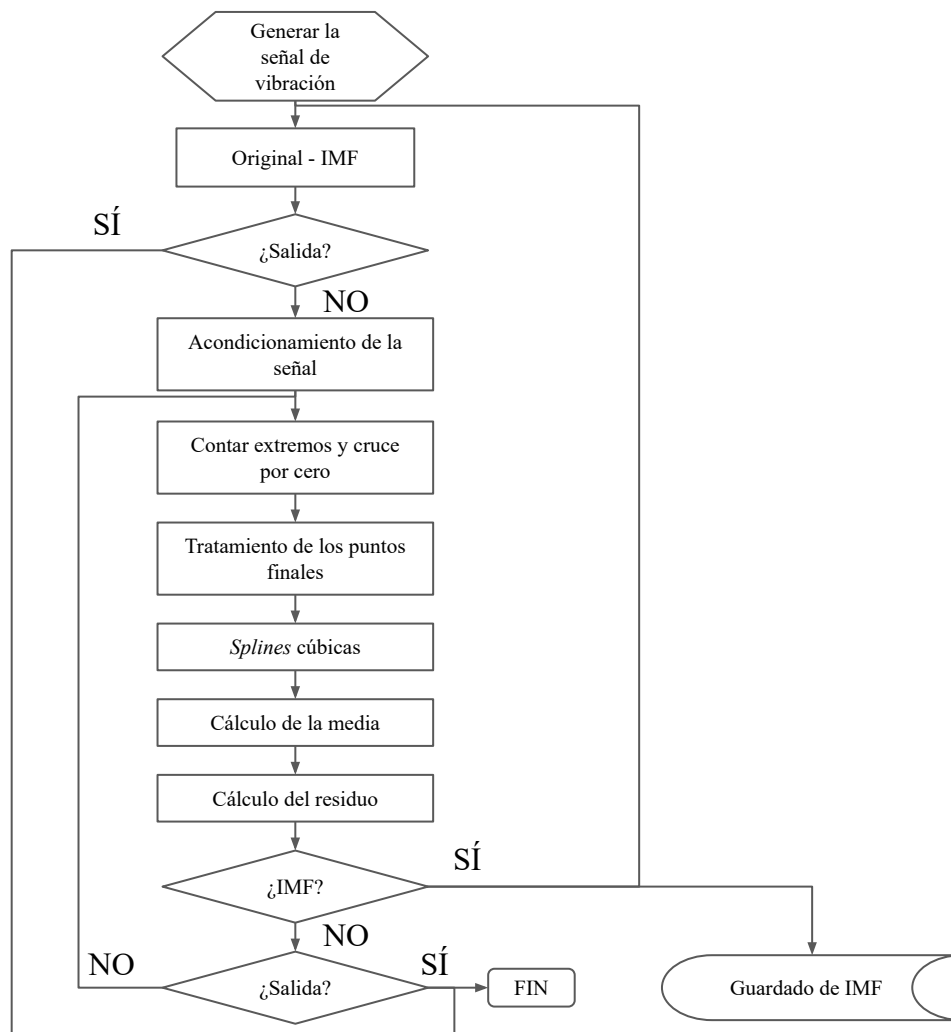 Generar la
señal de
vibración
Original - IMF
SÍ
¿Salida?
NO
Acondicionamiento de la
señal
Contar extremos y cruce
por cero
Tratamiento de los puntos
finales
Splines cúbicas
Cálculo de la media
Cálculo del residuo
SÍ
¿IMF?
NO
NO
SÍ
¿Salida?
FIN
Guardado de IMF